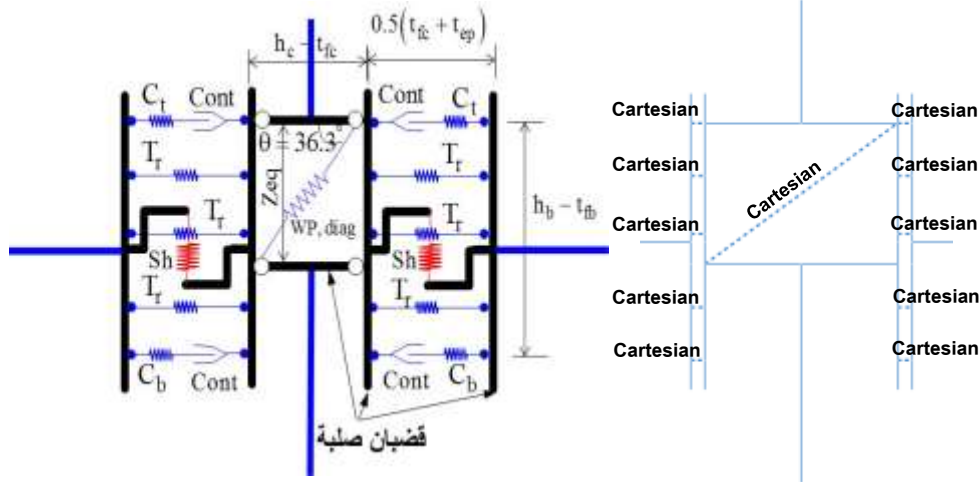 h_c - t_fc
0.5(t_fc + t_ep)
C_t Cont
Cont C_t
θ = 36.3°
T_r
T_r
Zeq
h_b - t_fb
T_r
T_r
WP, diag
Sh
Sh
T_r
T_r
C_b Cont
Cont C_b
قضبان صلبة
Cartesian
Cartesian
Cartesian
Cartesian
Cartesian
Cartesian
Cartesian
Cartesian
Cartesian
Cartesian
Cartesian